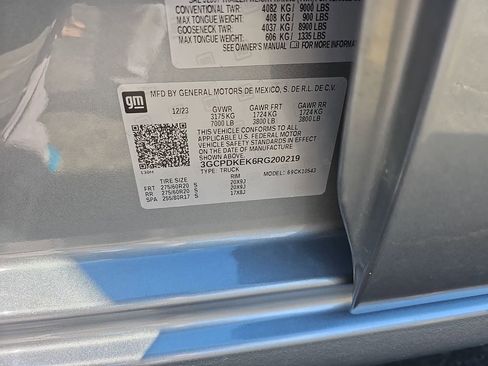 CONVENTIONAL TWR: 4082 KG / 9000 LBS
MAX TONGUE WEIGHT: 408 KG / 900 LBS
GOOSENECK TWR: 4037 KG / 8900 LBS
MAX TONGUE WEIGHT: 606 KG / 1335 LBS
SEE OWNER'S MANUAL FOR MORE
gm
MFD BY GENERAL MOTORS DE MEXICO, S. DE R.L. DE C.V.
12/23 GVWR GAWR FRT GAWR RR
3175 KG 1724 KG 1724 KG
7000 LB 3800 LB 3800 LB
THIS VEHICLE CONFORMS TO ALL
APPLICABLE U.S. FEDERAL MOTOR
VEHICLE SAFETY STANDARDS IN
EFFECT ON THE DATE OF
MANUFACTURE SHOWN ABOVE.
3GCPDKEK6RG200219
TYPE: TRUCK MODEL: 69CK10543
TIRE SIZE RIM
FRT 275/60R20 S 20X9J
RR 275/60R20 S 20X9J
SPA 255/80R17 S 17X8J